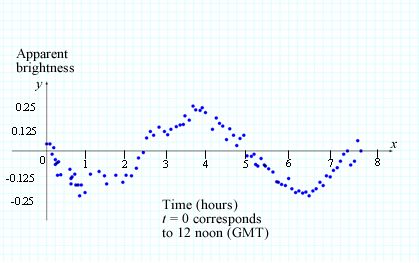 Apparent
brightness
y
0.25
0.125
x
0 1 2 3 4 5 6 7 8
-0.125
-0.25
Time (hours)
t = 0 corresponds
to 12 noon (GMT)